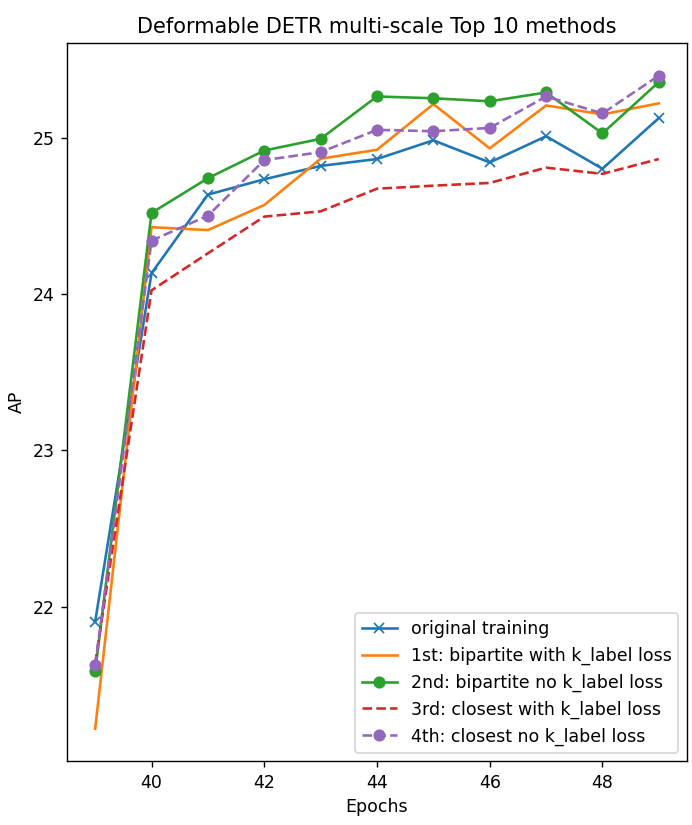 Deformable DETR multi-scale Top 10 methods
AP
25
24
23
22
40
42
44
46
48
Epochs
original training
1st: bipartite with k_label loss
2nd: bipartite no k_label loss
3rd: closest with k_label loss
4th: closest no k_label loss